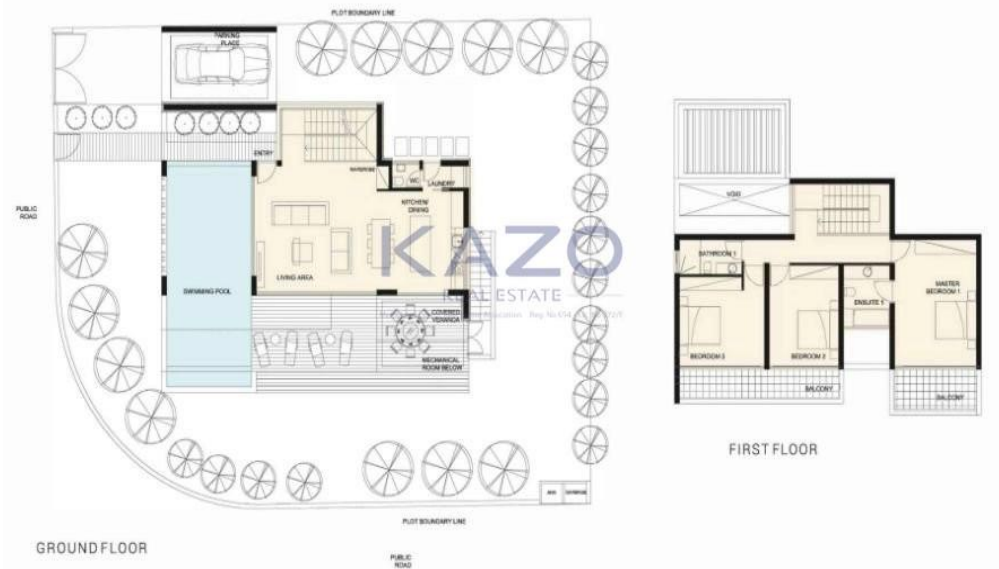 PLOT BOUNDARY LINE
PARKING
PLACE
ENTRY
WARDROBE
WC
LAUNDRY
KITCHEN/
DINING
PUBLIC
ROAD
LIVING AREA
SWIMMING POOL
KAZO
REAL ESTATE
COVERED
VERANDA
MECHANICAL
ROOM BELOW
PLOT BOUNDARY LINE
GROUND FLOOR
PUBLIC
ROAD
VOID
BATHROOM 1
MASTER
BEDROOM 1
ENSUITE 1
BEDROOM 3
BEDROOM 2
BALCONY
BALCONY
FIRST FLOOR